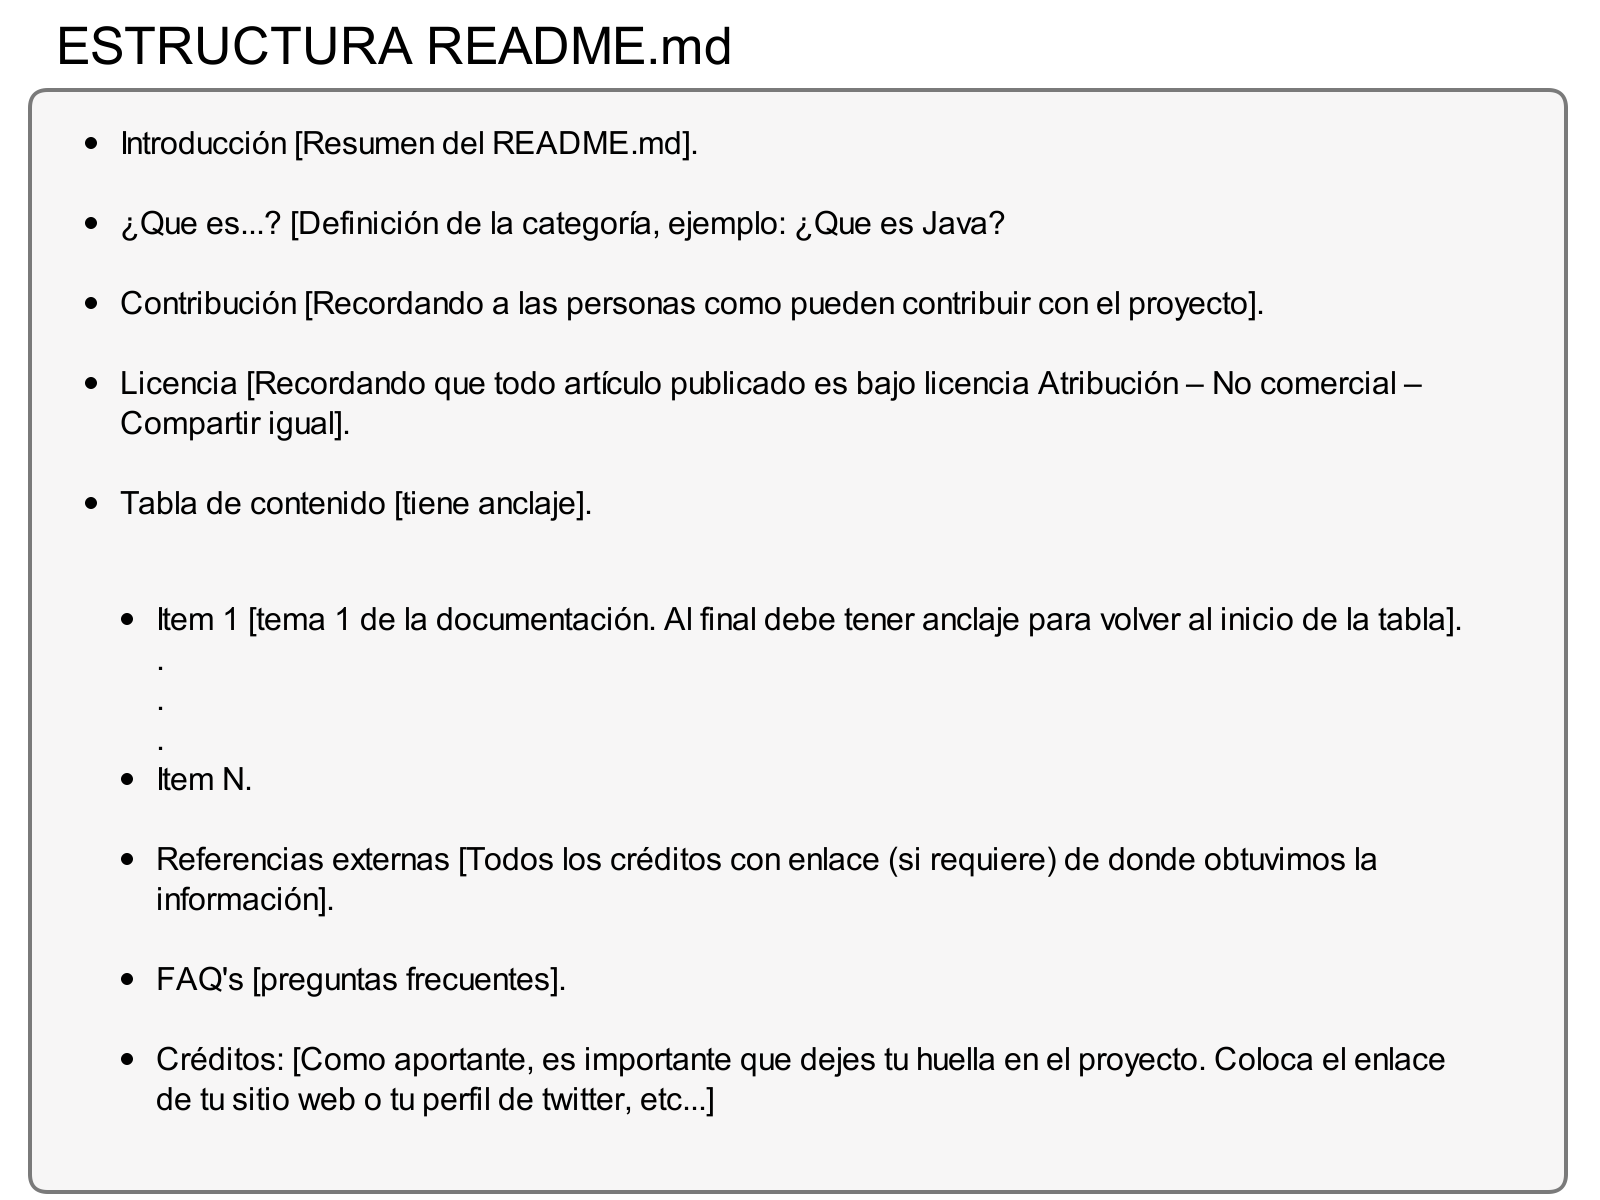 ESTRUCTURA README.md
• Introducción [Resumen del README.md].
• ¿Que es...? [Definición de la categoría, ejemplo: ¿Que es Java?
• Contribución [Recordando a las personas como pueden contribuir con el proyecto].
• Licencia [Recordando que todo artículo publicado es bajo licencia Atribución – No comercial –
Compartir igual].
• Tabla de contenido [tiene anclaje].
• Item 1 [tema 1 de la documentación. Al final debe tener anclaje para volver al inicio de la tabla].
.
.
.
• Item N.
• Referencias externas [Todos los créditos con enlace (si requiere) de donde obtuvimos la
información].
• FAQ's [preguntas frecuentes].
• Créditos: [Como aportante, es importante que dejes tu huella en el proyecto. Coloca el enlace
de tu sitio web o tu perfil de twitter, etc...]